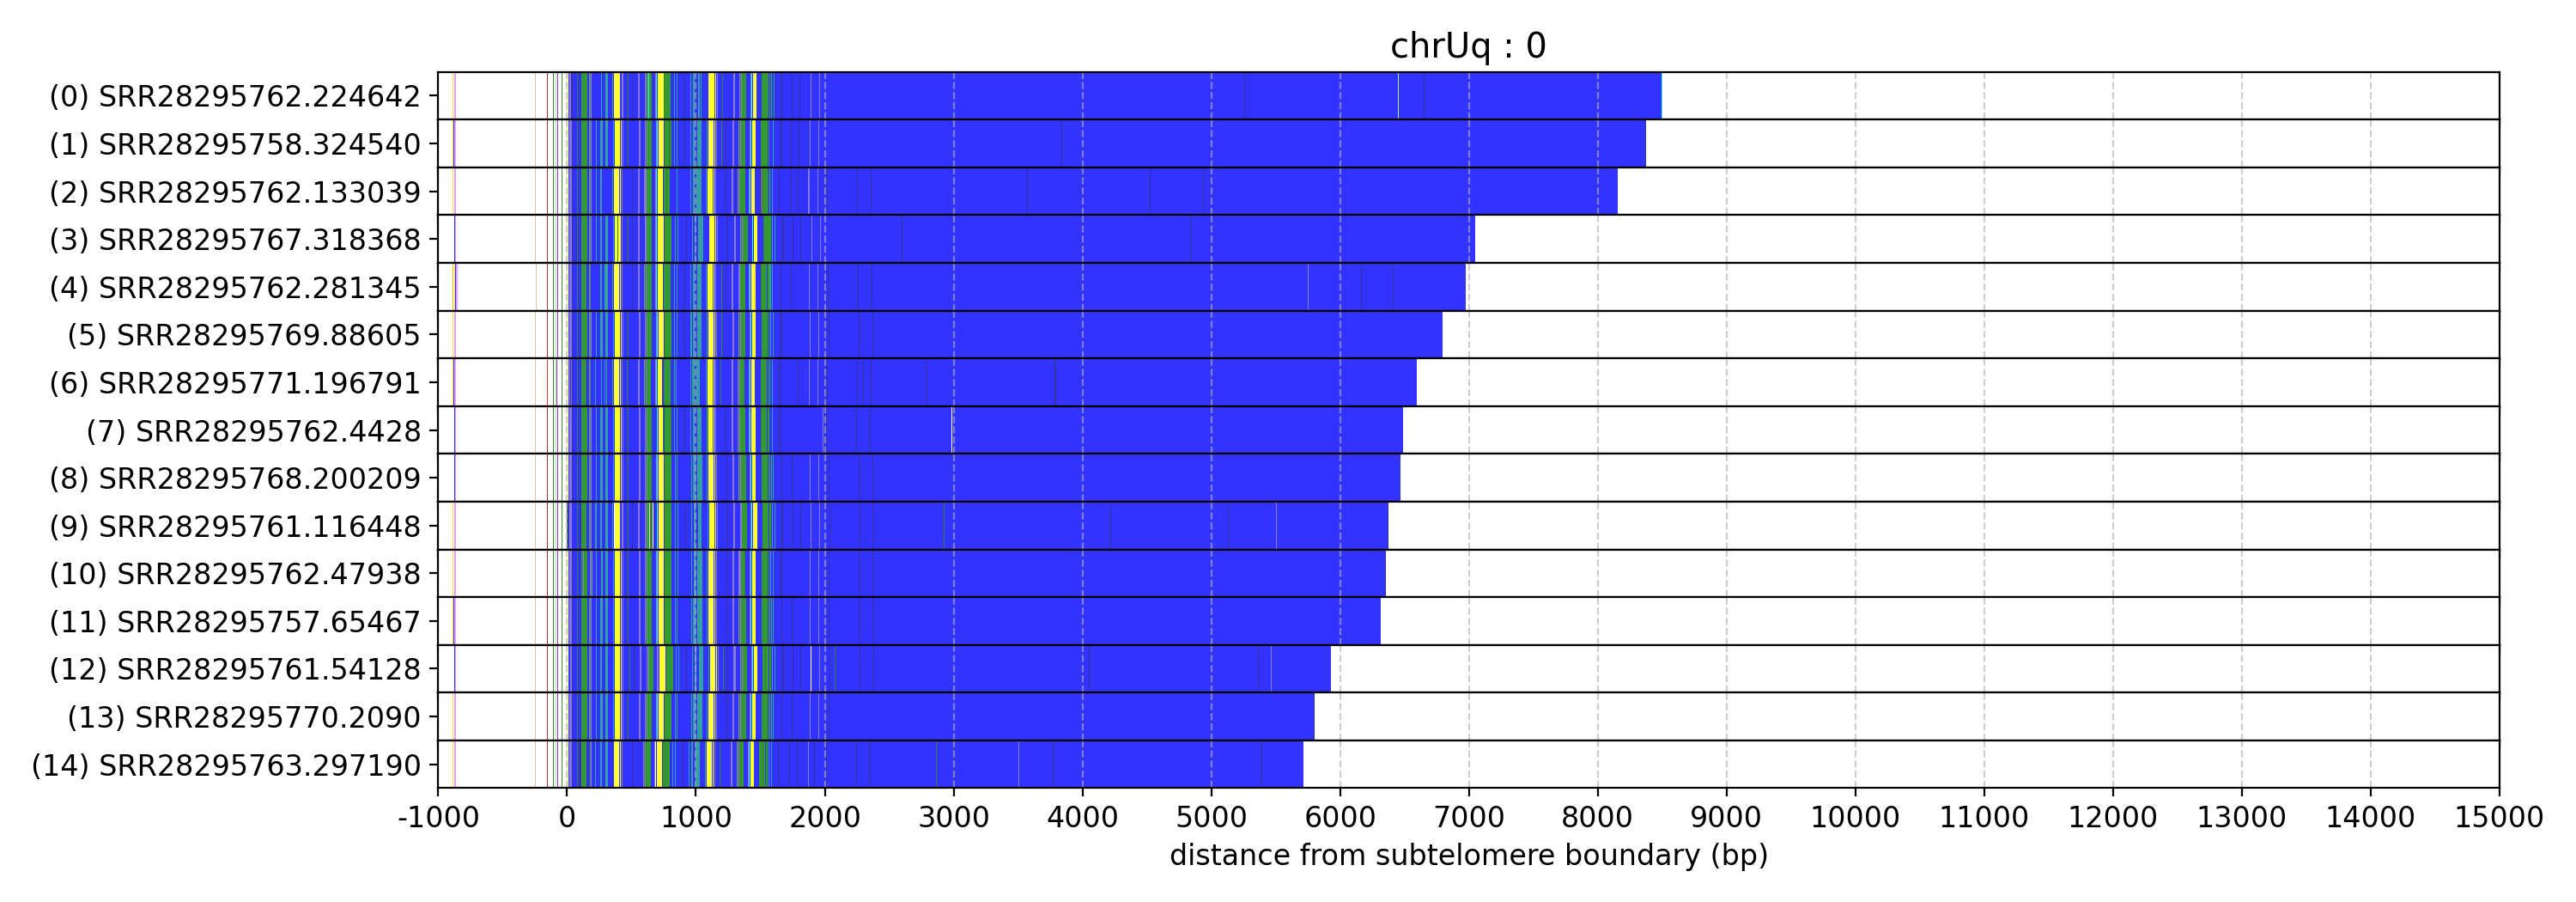 chrUq : 0
(0) SRR28295762.224642
(1) SRR28295758.324540
(2) SRR28295762.133039
(3) SRR28295767.318368
(4) SRR28295762.281345
(5) SRR28295769.88605
(6) SRR28295771.196791
(7) SRR28295762.4428
(8) SRR28295768.200209
(9) SRR28295761.116448
(10) SRR28295762.47938
(11) SRR28295757.65467
(12) SRR28295761.54128
(13) SRR28295770.2090
(14) SRR28295763.297190
-1000 0 1000 2000 3000 4000 5000 6000 7000 8000 9000 10000 11000 12000 13000 14000 15000
distance from subtelomere boundary (bp)